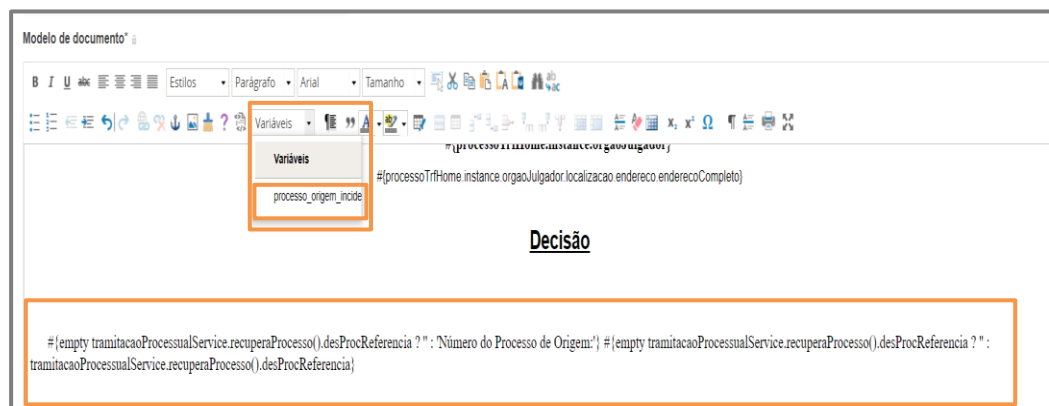 Modelo de documento*
B I U abc Estilos Parágrafo Arial Tamanho
Variáveis
Variáveis
processo_origem_incide
#{processoTrfHome.instance.orgaoJulgador}
#{processoTrfHome.instance.orgaoJulgador.localizacao.endereco.enderecoCompleto}
Decisão
#{empty tramitacaoProcessualService.recuperaProcesso().desProcReferencia ? '' : 'Número do Processo de Origem:'} #{empty tramitacaoProcessualService.recuperaProcesso().desProcReferencia ? '' :
tramitacaoProcessualService.recuperaProcesso().desProcReferencia}